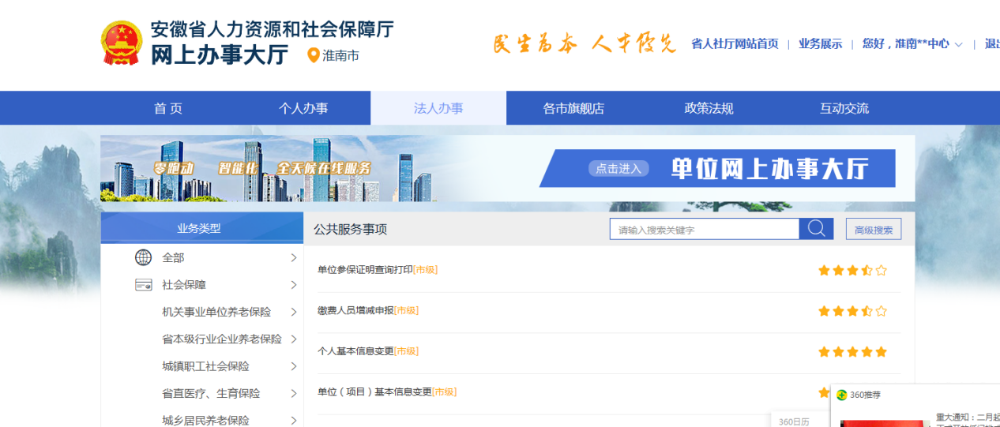 安徽省人力资源和社会保障厅
网上办事大厅 淮南市
民生为本 人才优先
省人社厅网站首页 | 业务展示 | 您好，淮南**中心 | 退出
首页 个人办事 法人办事 各市旗舰店 政策法规 互动交流
零跑动 智能化 全天候在线服务
点击进入 单位网上办事大厅
业务类型 公共服务事项 请输入搜索关键字 高级搜索
全部
单位参保证明查询打印[市级]
社会保障
机关事业单位养老保险
缴费人员增减申报[市级]
省本级行业企业养老保险
个人基本信息变更[市级]
城镇职工社会保险
省直医疗、生育保险
单位（项目）基本信息变更[市级]
360推荐
城乡居民养老保险
360日历
重大通知：二月起